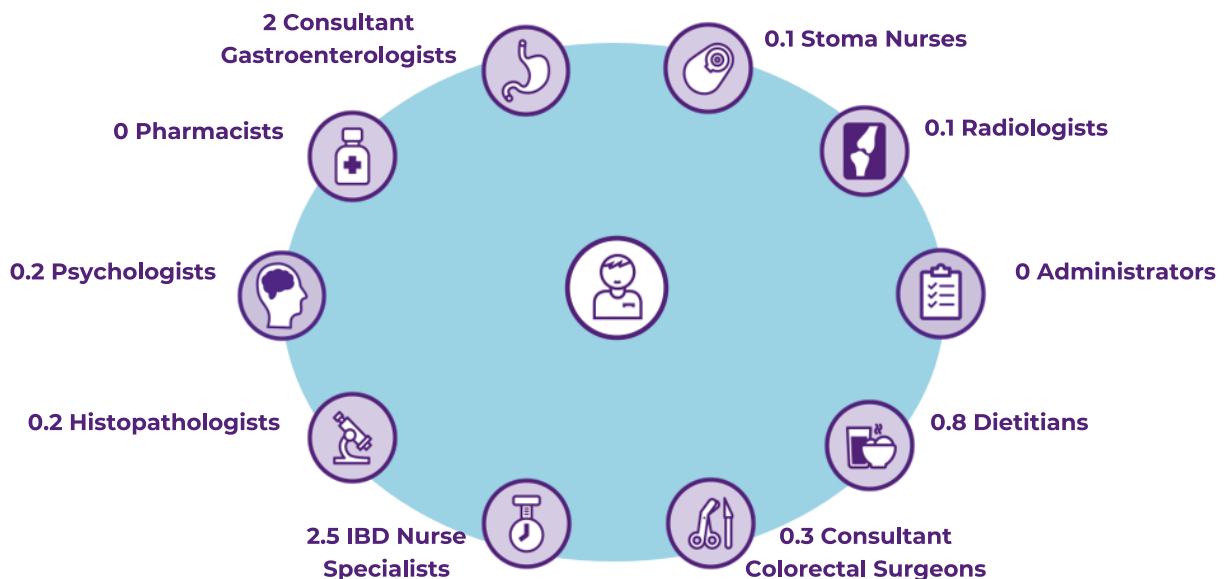 2 Consultant
Gastroenterologists
0.1 Stoma Nurses
0 Pharmacists
0.1 Radiologists
0.2 Psychologists
0 Administrators
0.2 Histopathologists
0.8 Dietitians
2.5 IBD Nurse
Specialists
0.3 Consultant
Colorectal Surgeons